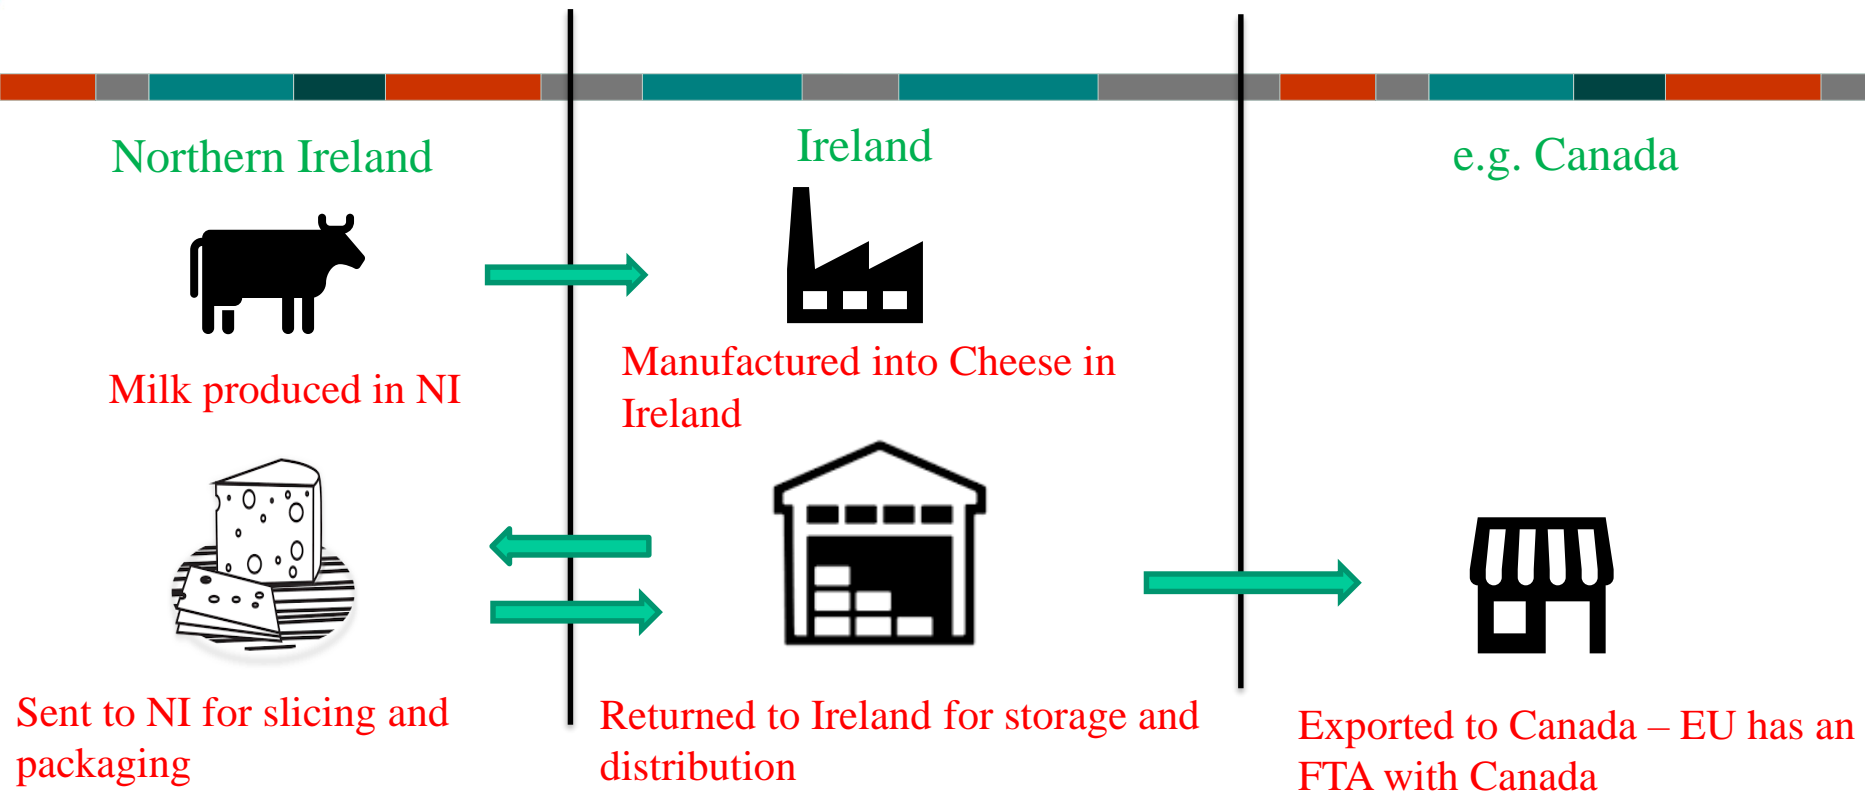 Northern Ireland
Ireland
e.g. Canada
Milk produced in NI
Manufactured into Cheese in
Ireland
Sent to NI for slicing and
packaging
Returned to Ireland for storage and
distribution
Exported to Canada – EU has an
FTA with Canada